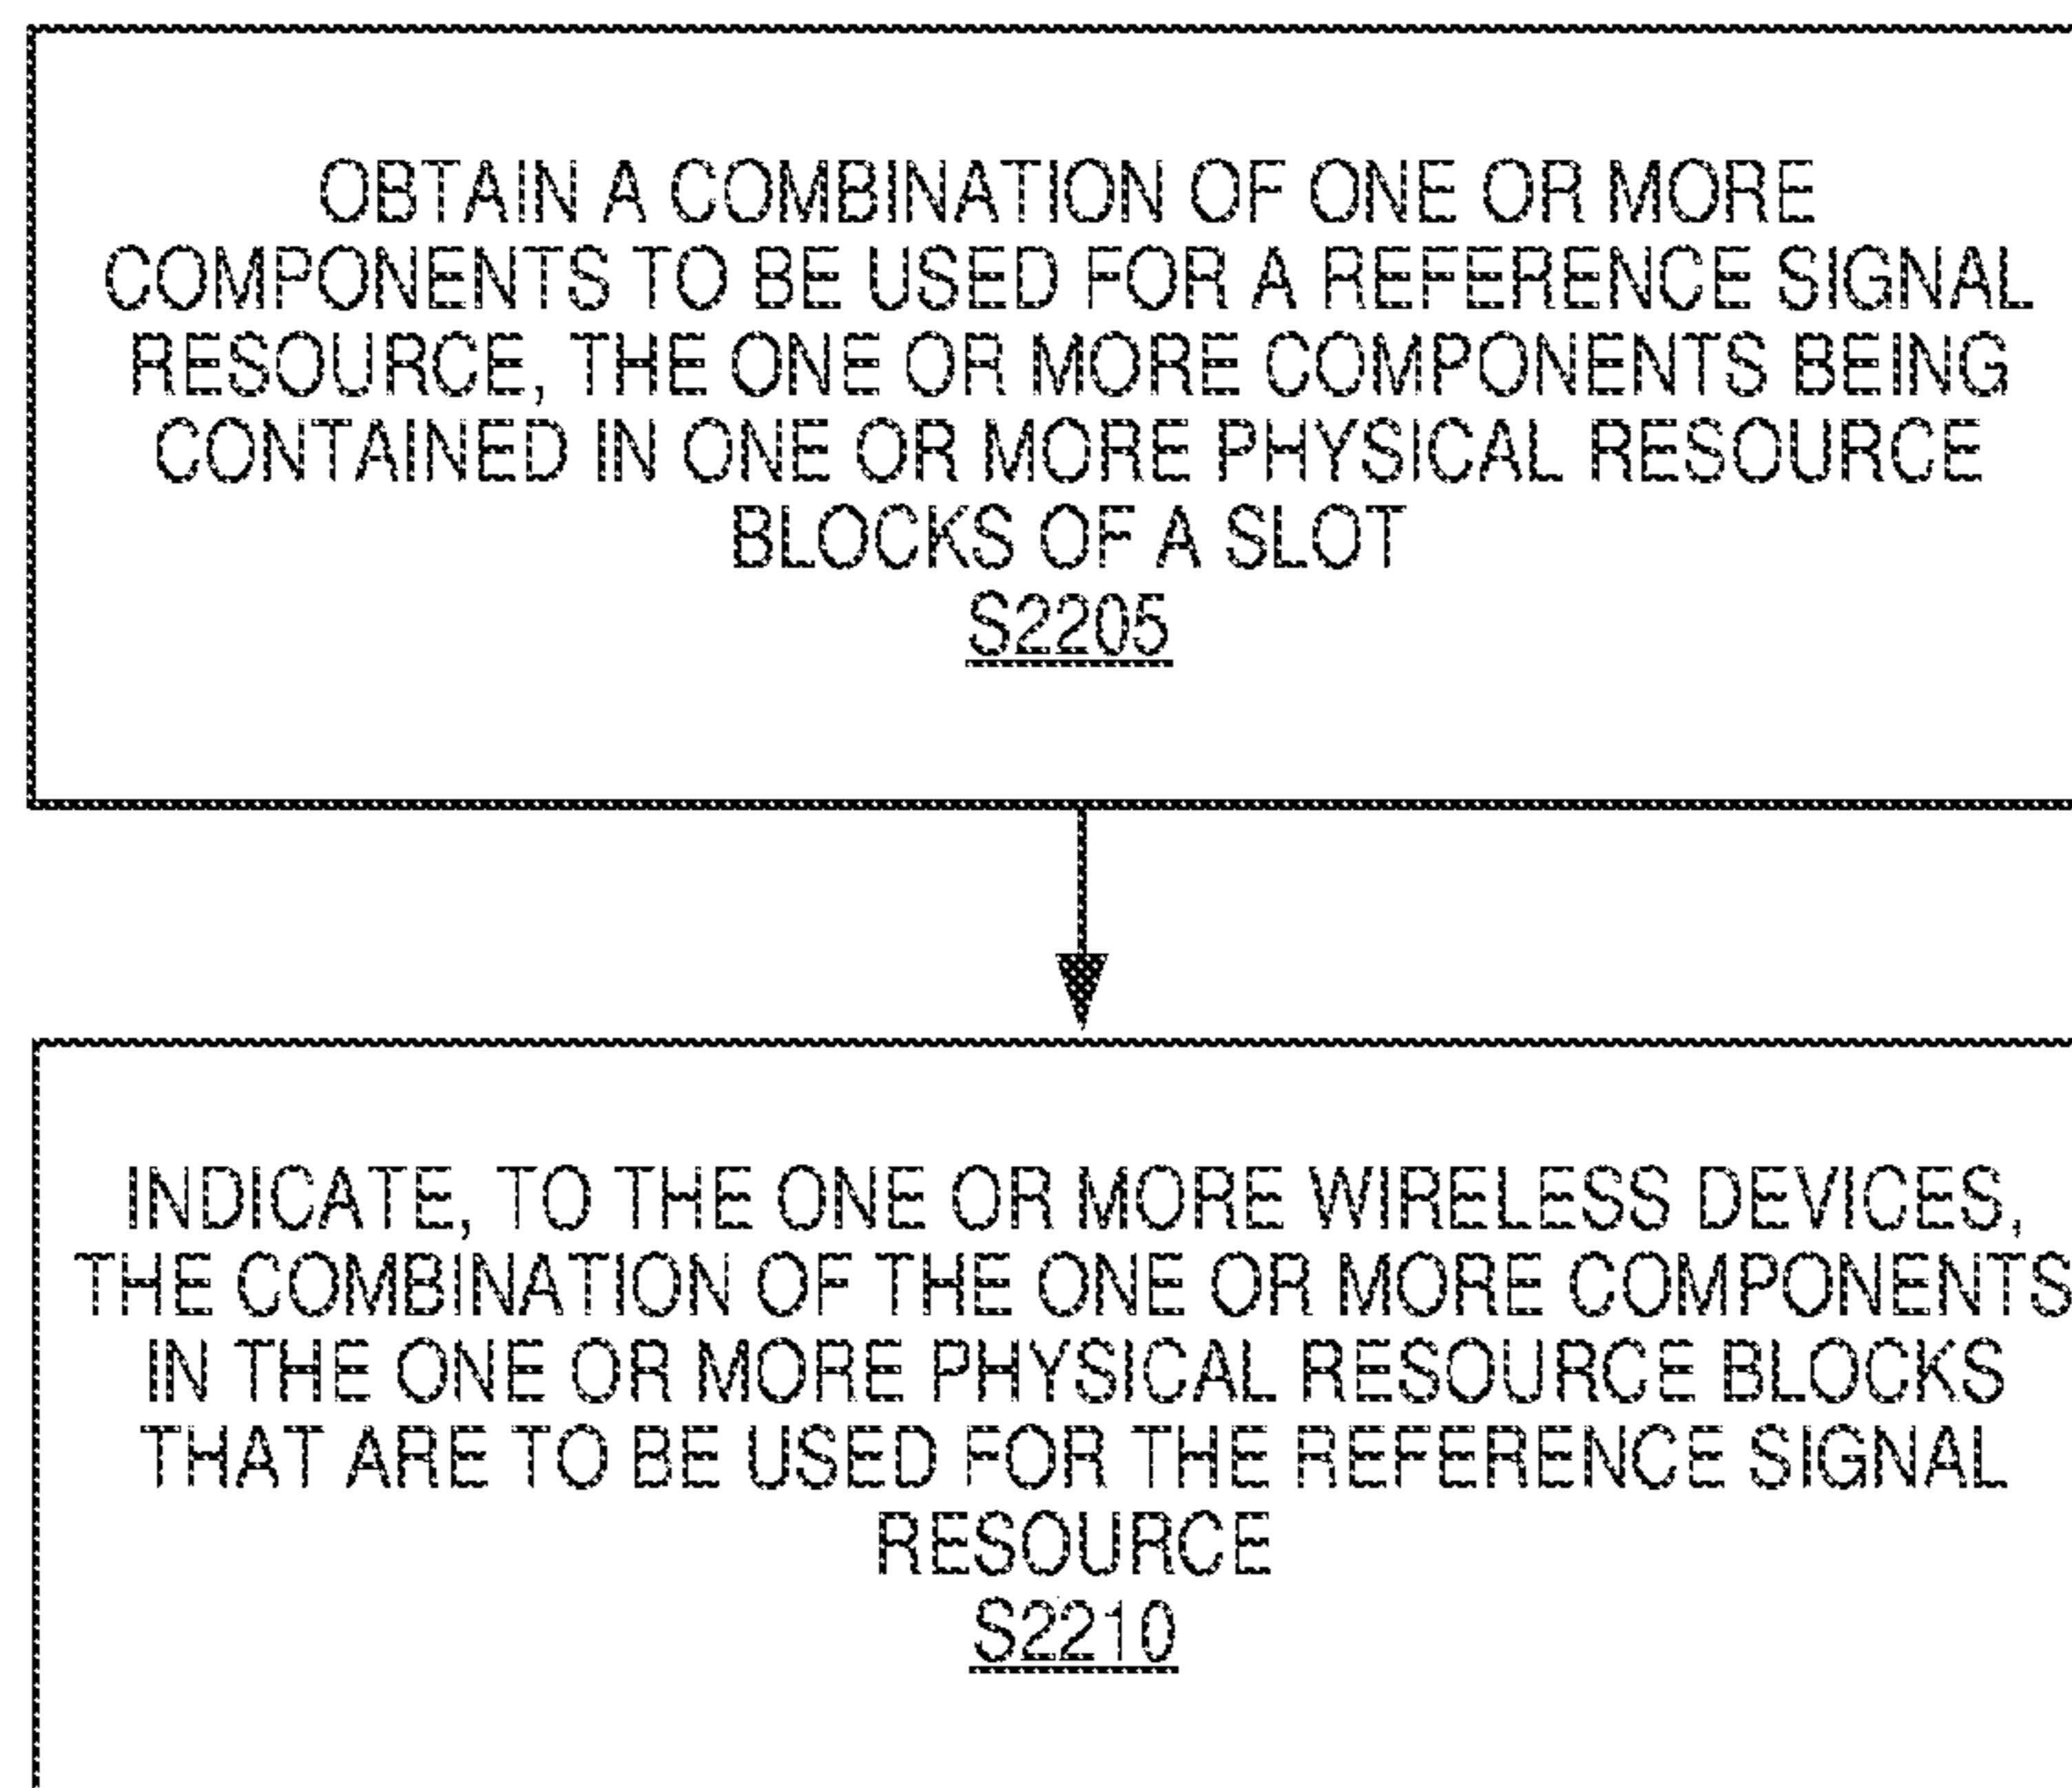 OBTAIN A COMBINATION OF ONE OR MORE
COMPONENTS TO BE USED FOR A REFERENCE SIGNAL
RESOURCE, THE ONE OR MORE COMPONENTS BEING
CONTAINED IN ONE OR MORE PHYSICAL RESOURCE
BLOCKS OF A SLOT
S2205
INDICATE, TO THE ONE OR MORE WIRELESS DEVICES,
THE COMBINATION OF THE ONE OR MORE COMPONENTS
IN THE ONE OR MORE PHYSICAL RESOURCE BLOCKS
THAT ARE TO BE USED FOR THE REFERENCE SIGNAL
RESOURCE
S2210